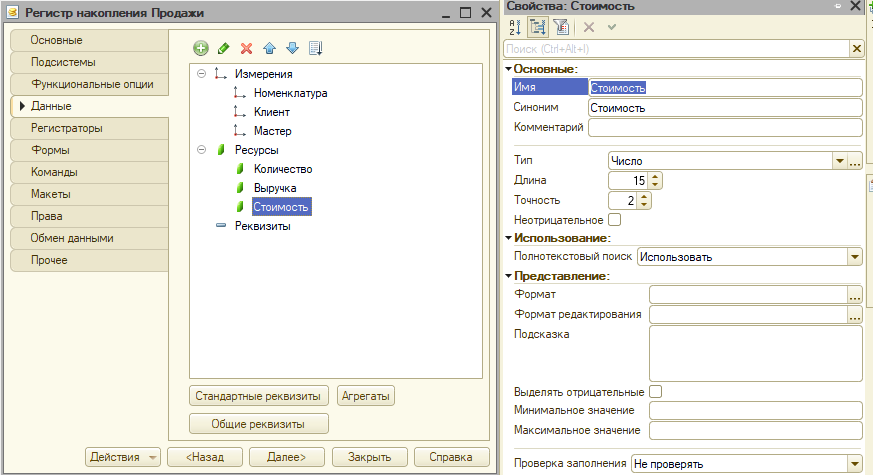 Регистр накопления Продажи
Основные
Подсистемы
Функциональные опции
Данные
Регистраторы
Формы
Команды
Макеты
Права
Обмен данными
Прочее
Измерения
Номенклатура
Клиент
Мастер
Ресурсы
Количество
Выручка
Стоимость
Реквизиты
Стандартные реквизиты
Агрегаты
Общие реквизиты
Действия
<Назад
Далее>
Закрыть
Справка
Свойства: Стоимость
Поиск (Ctrl+Alt+I)
Основные:
Имя Стоимость
Синоним Стоимость
Комментарий
Тип Число
Длина 15
Точность 2
Неотрицательное
Использование:
Полнотекстовый поиск Использовать
Представление:
Формат
Формат редактирования
Подсказка
Выделять отрицательные
Минимальное значение
Максимальное значение
Проверка заполнения Не проверять